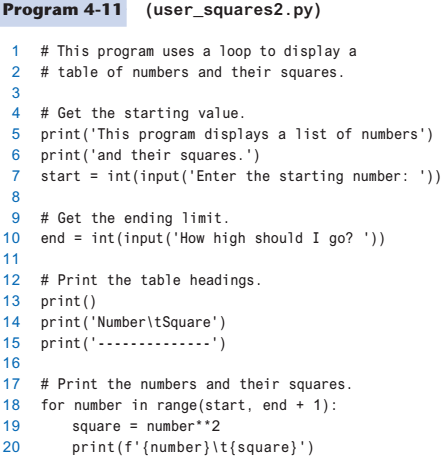 Program 4-11 (user_squares2.py)
1 # This program uses a loop to display a
2 # table of numbers and their squares.
3
4 # Get the starting value.
5 print('This program displays a list of numbers')
6 print('and their squares.')
7 start = int(input('Enter the starting number: '))
8
9 # Get the ending limit.
10 end = int(input('How high should I go? '))
11
12 # Print the table headings.
13 print()
14 print('Number\tSquare')
15 print('--------------')
16
17 # Print the numbers and their squares.
18 for number in range(start, end + 1):
19     square = number**2
20     print(f'{number}\t{square}')